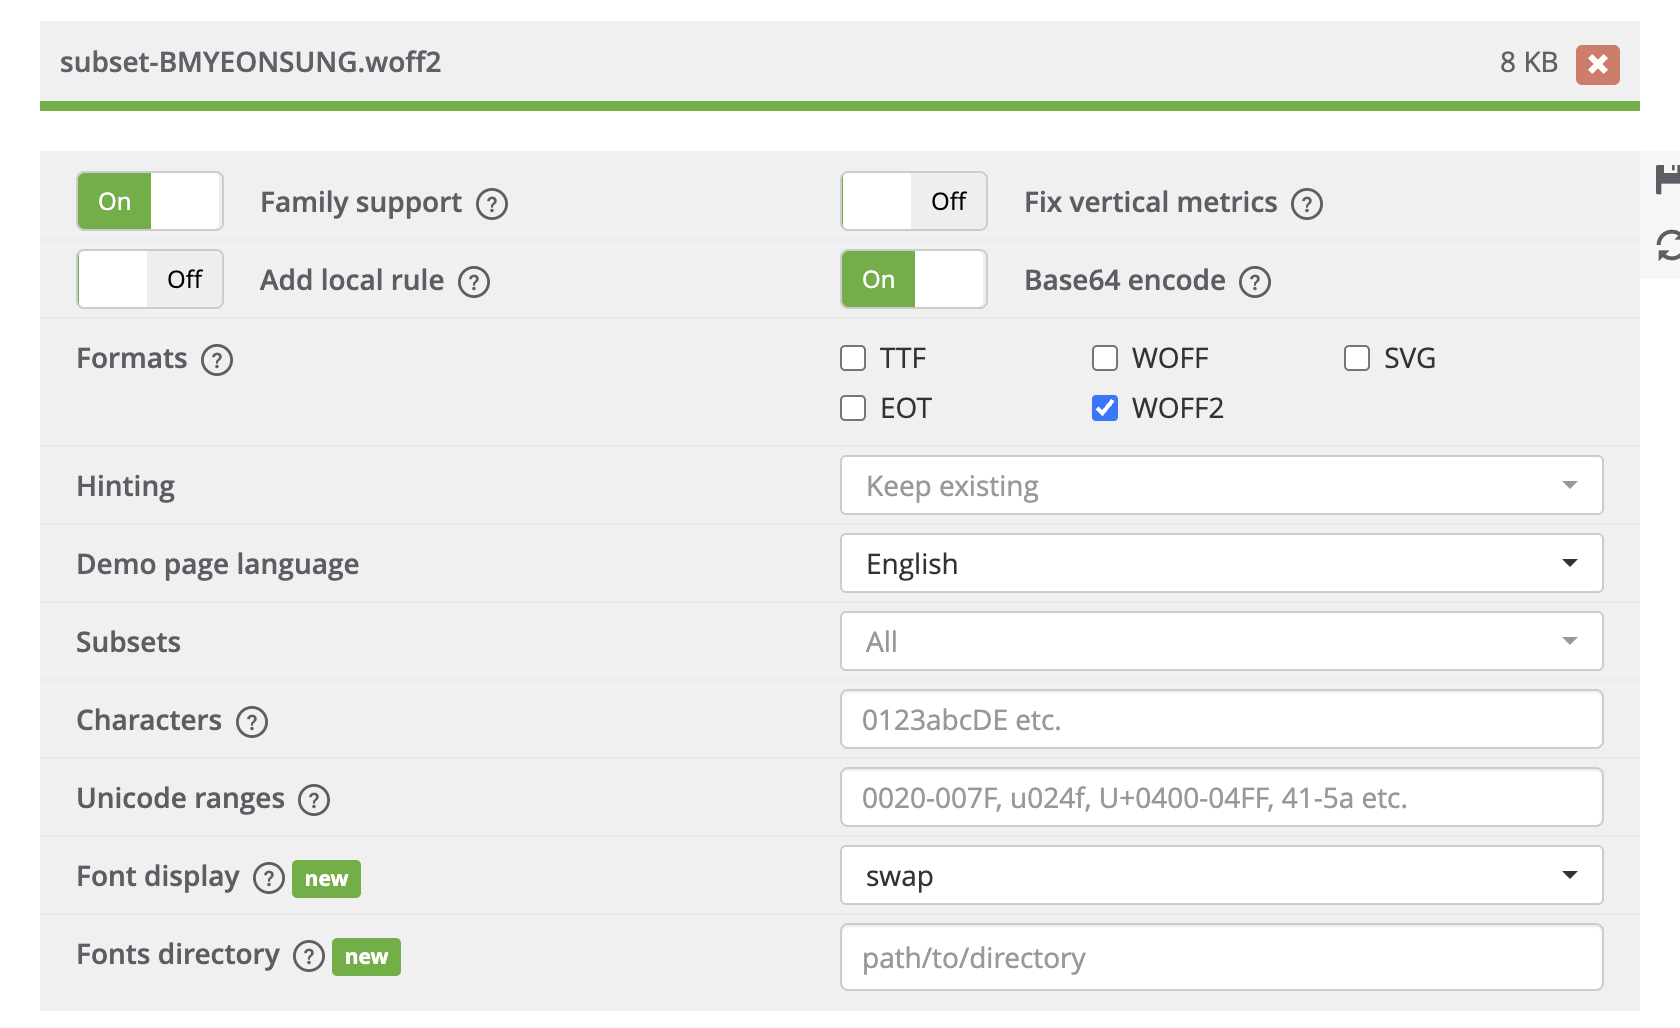 subset-BMYEONSUNG.woff2 8 KB
On Family support ? Off Fix vertical metrics ?
Off Add local rule ? On Base64 encode ?
Formats ? TTF WOFF SVG
EOT WOFF2
Hinting Keep existing
Demo page language English
Subsets All
Characters ? 0123abcDE etc.
Unicode ranges ? 0020-007F, u024f, U+0400-04FF, 41-5a etc.
Font display ? new swap
Fonts directory ? new path/to/directory